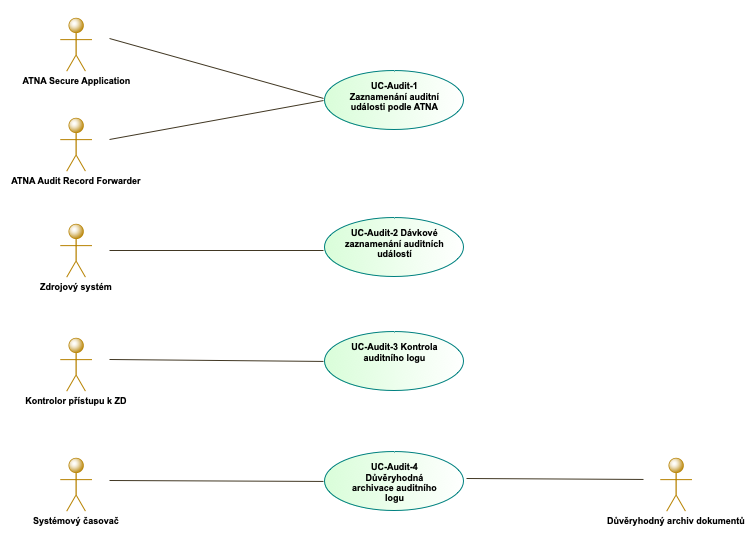 ATNA Secure Application
UC-Audit-1
Zaznamenání auditní
události podle ATNA
ATNA Audit Record Forwarder
UC-Audit-2 Dávkové
zaznamenání auditních
událostí
Zdrojový systém
UC-Audit-3 Kontrola
auditního logu
Kontrolor přístupu k ZD
UC-Audit-4
Důvěryhodná
archivace auditního
logu
Systémový časovač
Důvěryhodný archiv dokumentů